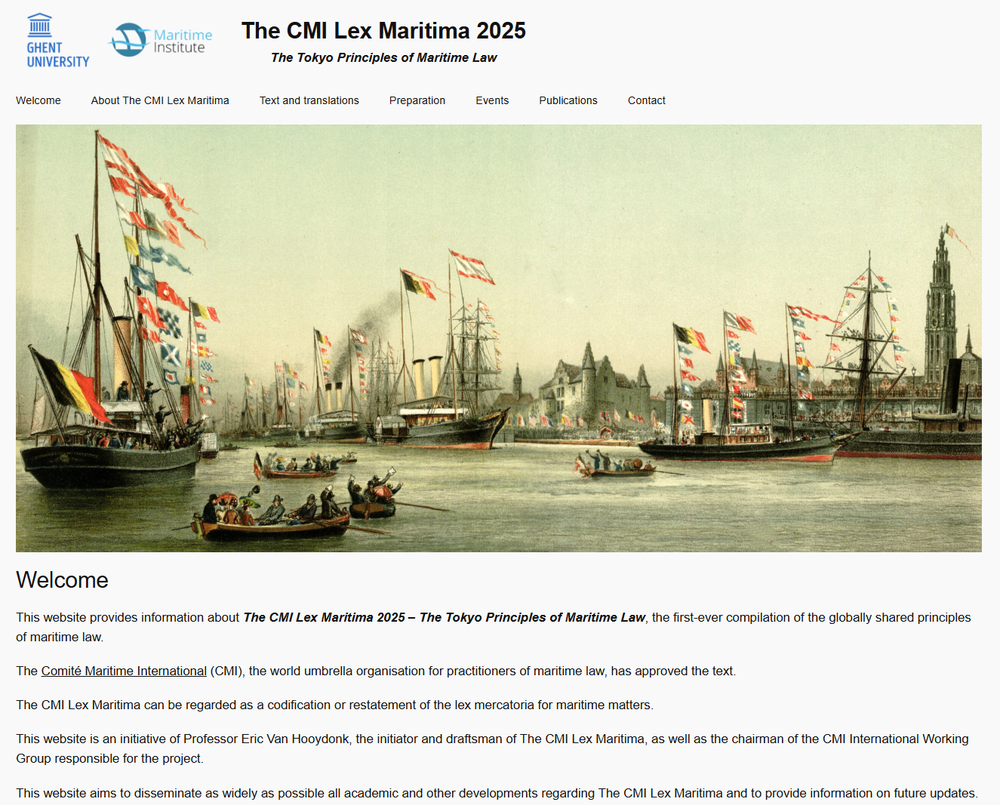 GHENT
UNIVERSITY
Maritime
Institute
The CMI Lex Maritima 2025
The Tokyo Principles of Maritime Law
Welcome About The CMI Lex Maritima Text and translations Preparation Events Publications Contact
Welcome
This website provides information about The CMI Lex Maritima 2025 – The Tokyo Principles of Maritime Law, the first-ever compilation of the globally shared principles
of maritime law.
The Comité Maritime International (CMI), the world umbrella organisation for practitioners of maritime law, has approved the text.
The CMI Lex Maritima can be regarded as a codification or restatement of the lex mercatoria for maritime matters.
This website is an initiative of Professor Eric Van Hooydonk, the initiator and draftsman of The CMI Lex Maritima, as well as the chairman of the CMI International Working
Group responsible for the project.
This website aims to disseminate as widely as possible all academic and other developments regarding The CMI Lex Maritima and to provide information on future updates.